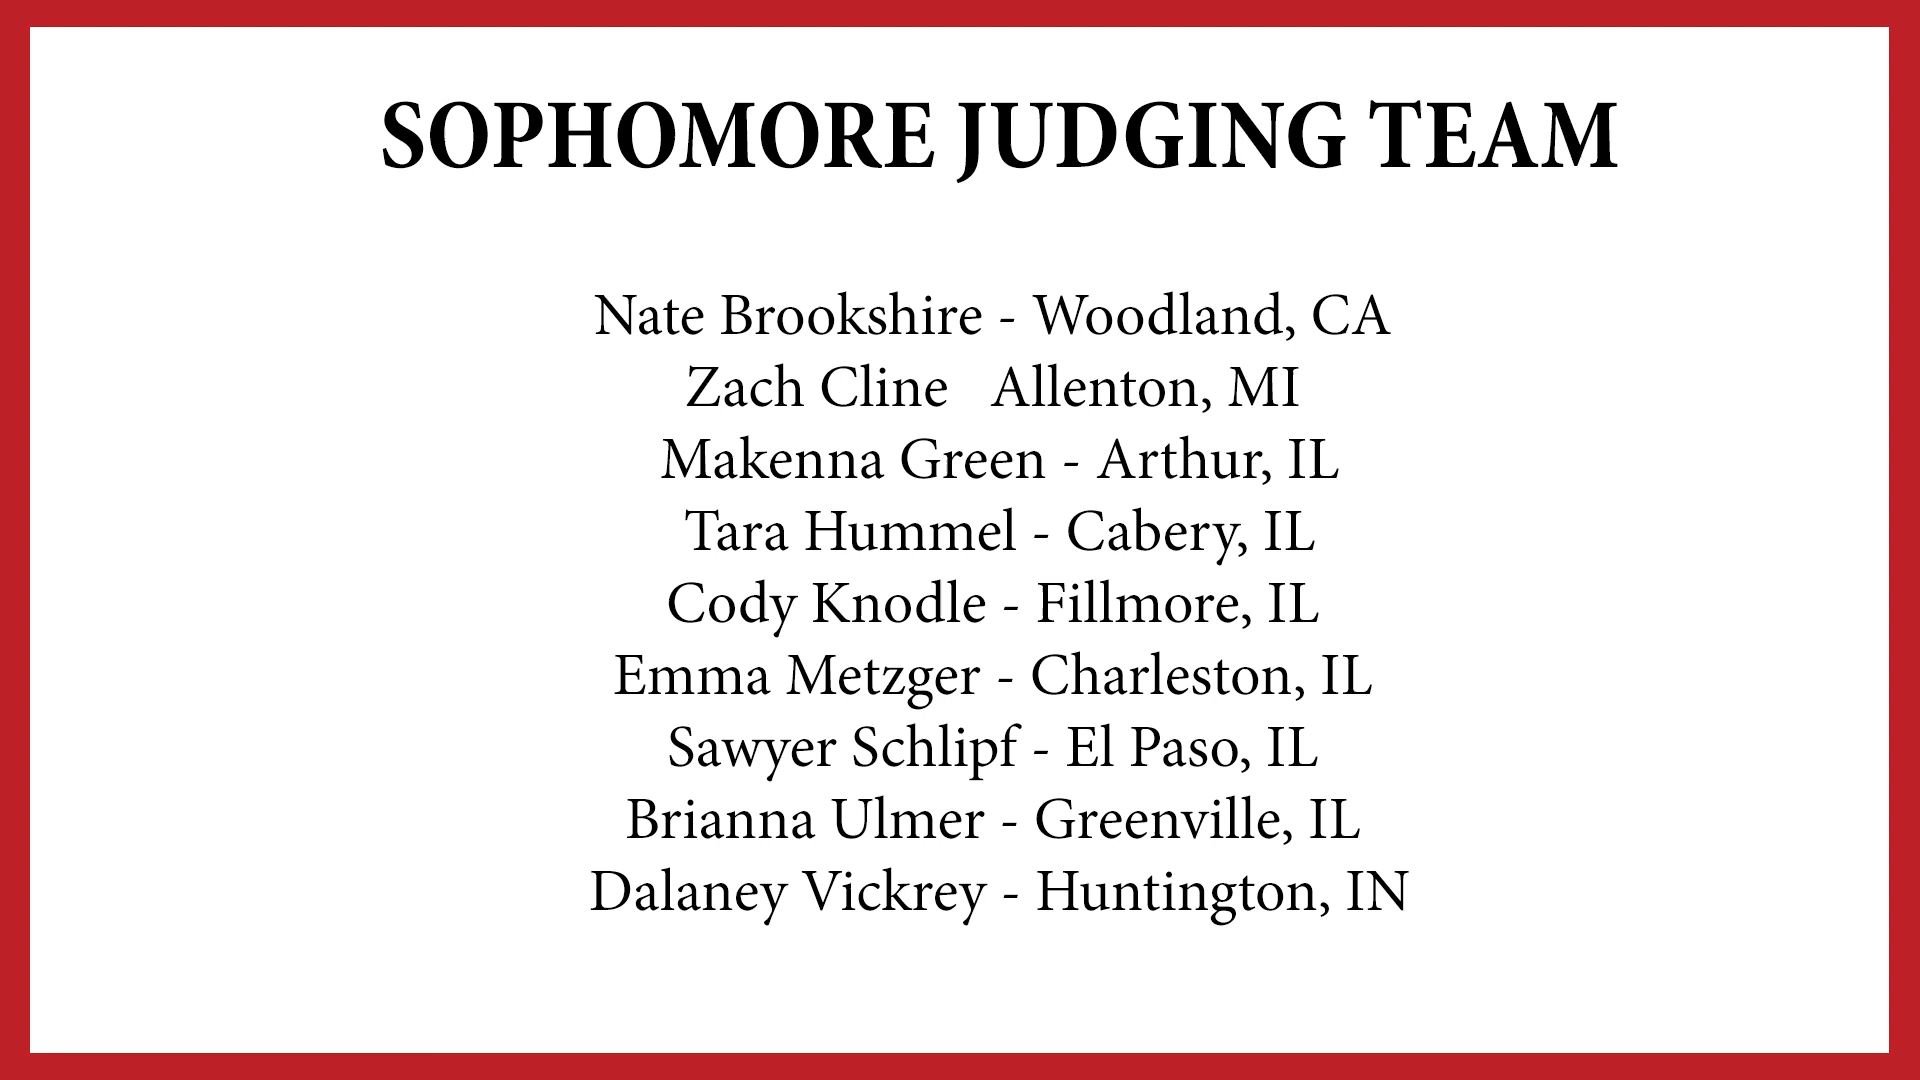 SOPHOMORE JUDGING TEAM
Nate Brookshire - Woodland, CA
Zach Cline   Allenton, MI
Makenna Green - Arthur, IL
Tara Hummel - Cabery, IL
Cody Knodle - Fillmore, IL
Emma Metzger - Charleston, IL
Sawyer Schlipf - El Paso, IL
Brianna Ulmer - Greenville, IL
Dalaney Vickrey - Huntington, IN